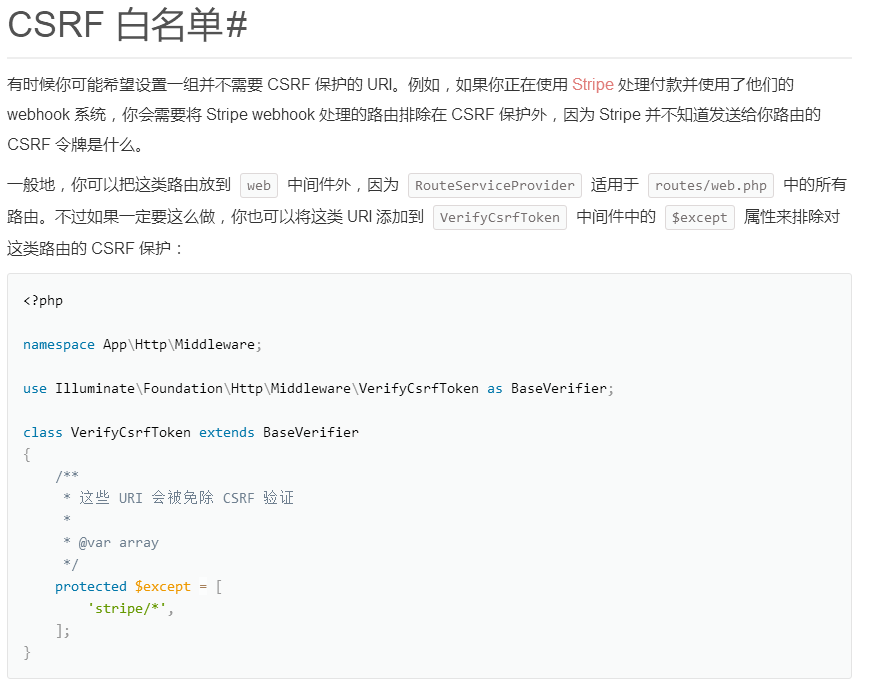 CSRF 白名单#
有时候你可能希望设置一组并不需要 CSRF 保护的 URI。例如，如果你正在使用 Stripe 处理付款并使用了他们的
webhook 系统，你会需要将 Stripe webhook 处理的路由排除在 CSRF 保护外，因为 Stripe 并不知道发送给你路由的
CSRF 令牌是什么。
一般地，你可以把这类路由放到 web 中间件外，因为 RouteServiceProvider 适用于 routes/web.php 中的所有
路由。不过如果一定要这么做，你也可以将这类 URI 添加到 VerifyCsrfToken 中间件中的 $except 属性来排除对
这类路由的 CSRF 保护：
<?php
namespace App\Http\Middleware;
use Illuminate\Foundation\Http\Middleware\VerifyCsrfToken as BaseVerifier;
class VerifyCsrfToken extends BaseVerifier
{
    /**
     * 这些 URI 会被免除 CSRF 验证
     *
     * @var array
     */
    protected $except = [
        'stripe/*',
    ];
}